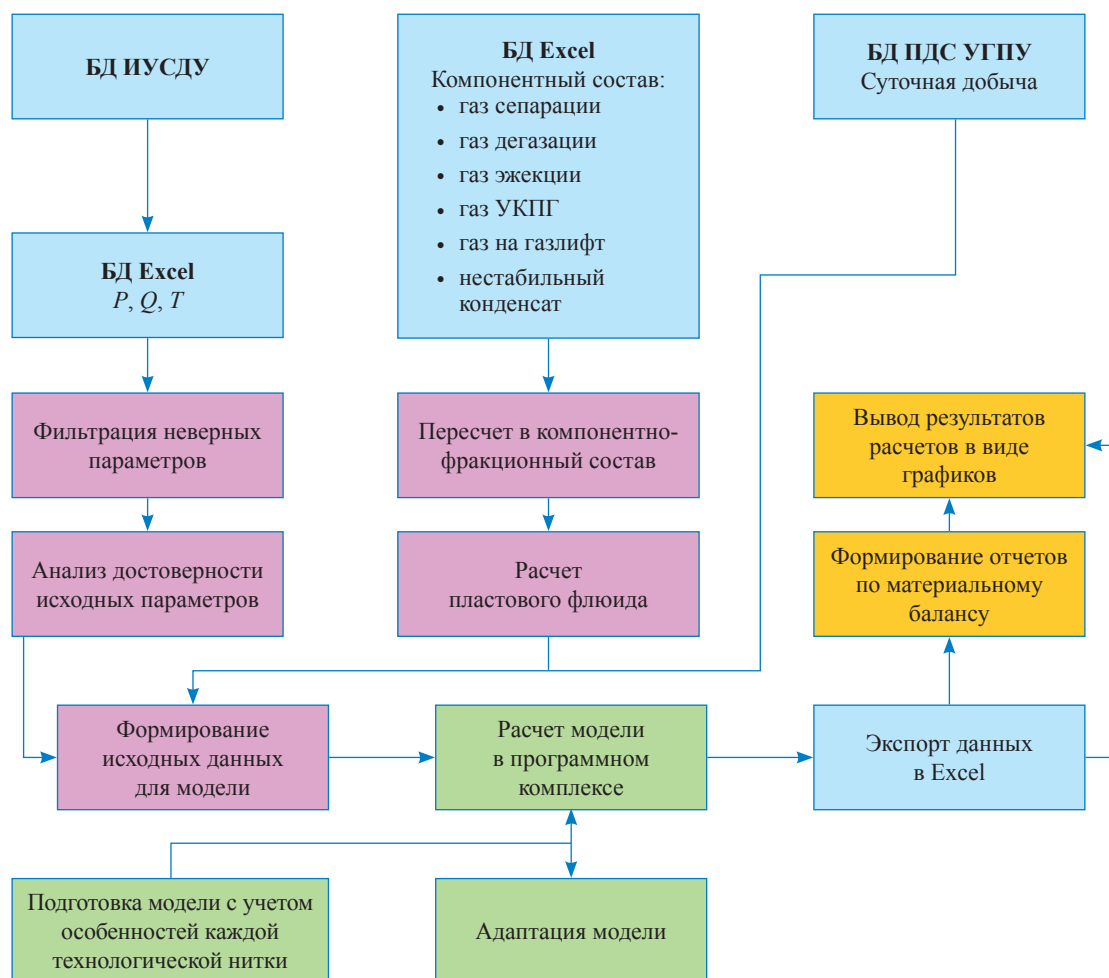 БД ИУСДУ
БД Excel
Компонентный состав:
• газ сепарации
• газ дегазации
• газ эжекции
• газ УКПГ
• газ на газлифт
• нестабильный
конденсат
БД ПДС УГПУ
Суточная добыча
БД Excel
P, Q, T
Фильтрация неверных
параметров
Пересчет в компонентно-
фракционный состав
Вывод результатов
расчетов в виде
графиков
Анализ достоверности
исходных параметров
Расчет
пластового флюида
Формирование отчетов
по материальному
балансу
Формирование
исходных данных
для модели
Расчет модели
в программном
комплексе
Экспорт данных
в Excel
Подготовка модели с учетом
особенностей каждой
технологической нитки
Адаптация модели